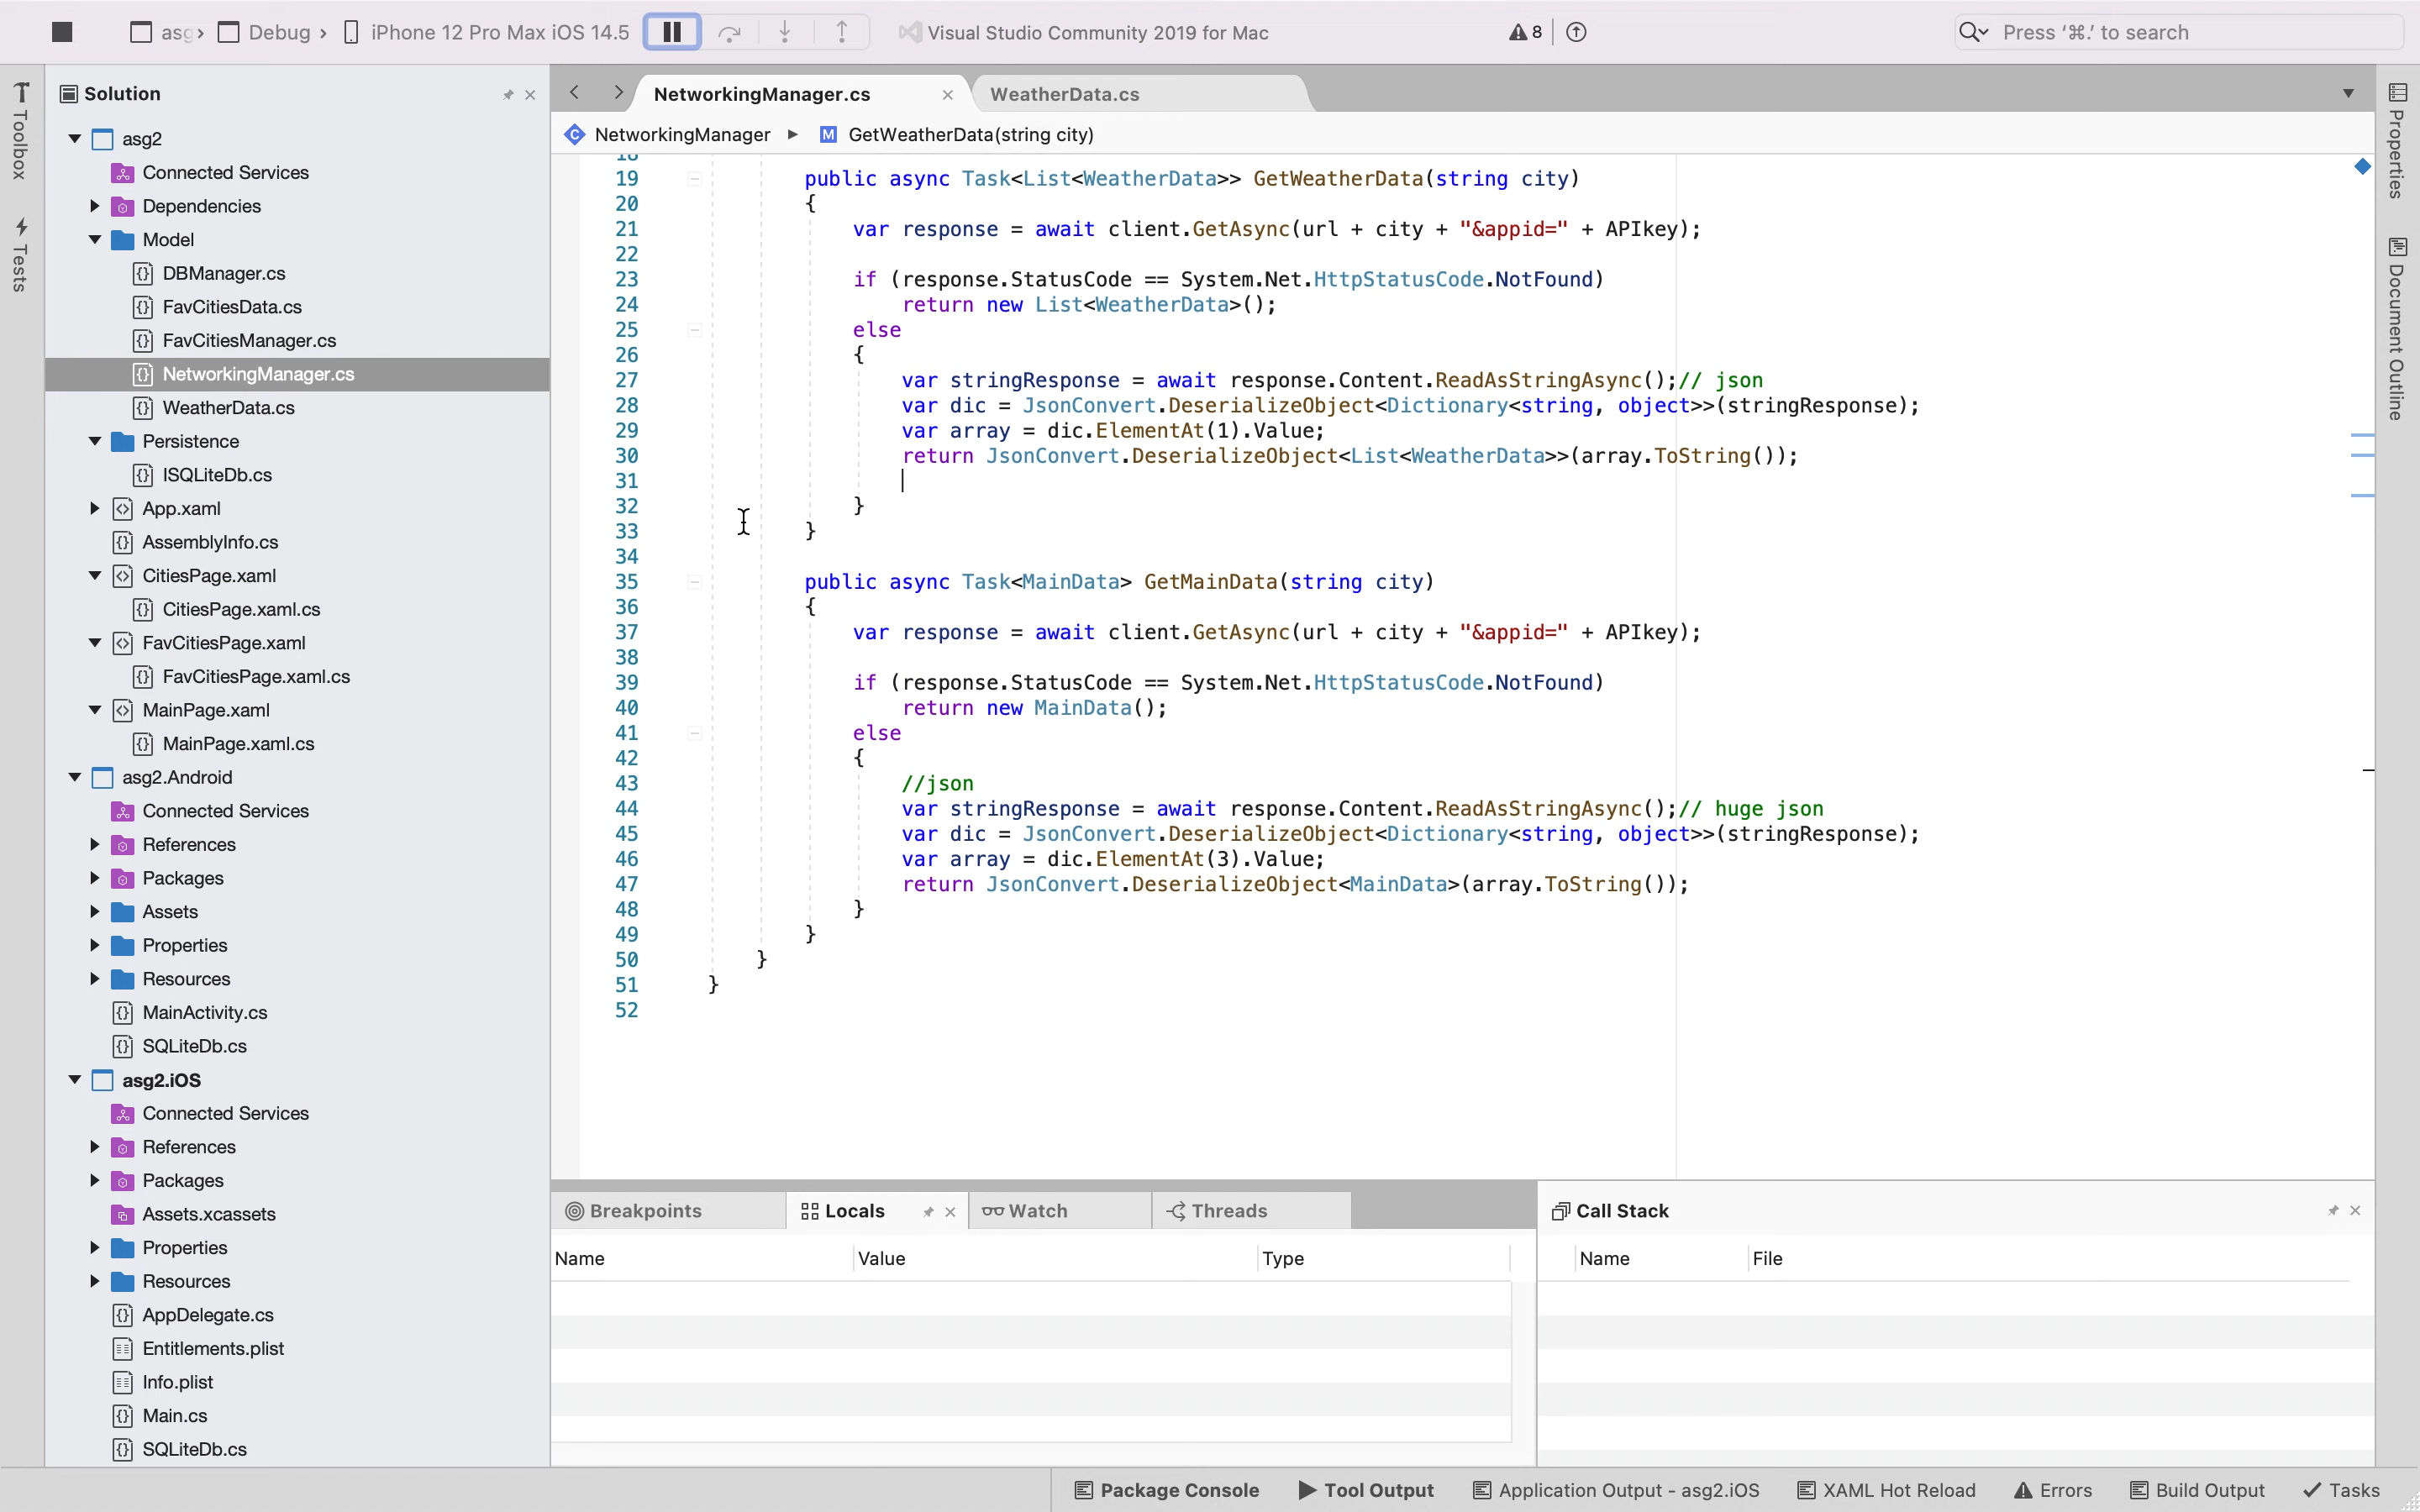 asg > Debug > iPhone 12 Pro Max iOS 14.5
Visual Studio Community 2019 for Mac
8
Press ‘⌘.’ to search
Toolbox
Tests
Solution
asg2
Connected Services
Dependencies
Model
DBManager.cs
FavCitiesData.cs
FavCitiesManager.cs
NetworkingManager.cs
WeatherData.cs
Persistence
ISQLiteDb.cs
App.xaml
AssemblyInfo.cs
CitiesPage.xaml
CitiesPage.xaml.cs
FavCitiesPage.xaml
FavCitiesPage.xaml.cs
MainPage.xaml
MainPage.xaml.cs
asg2.Android
Connected Services
References
Packages
Assets
Properties
Resources
MainActivity.cs
SQLiteDb.cs
asg2.iOS
Connected Services
References
Packages
Assets.xcassets
Properties
Resources
AppDelegate.cs
Entitlements.plist
Info.plist
Main.cs
SQLiteDb.cs
NetworkingManager.cs
WeatherData.cs
NetworkingManager ▶ M GetWeatherData(string city)
18
19 public async Task<List<WeatherData>> GetWeatherData(string city)
20 {
21 var response = await client.GetAsync(url + city + "&appid=" + APIkey);
22
23 if (response.StatusCode == System.Net.HttpStatusCode.NotFound)
24 return new List<WeatherData>();
25 else
26 {
27 var stringResponse = await response.Content.ReadAsStringAsync();// json
28 var dic = JsonConvert.DeserializeObject<Dictionary<string, object>>(stringResponse);
29 var array = dic.ElementAt(1).Value;
30 return JsonConvert.DeserializeObject<List<WeatherData>>(array.ToString());
31
32 }
33 }
34
35 public async Task<MainData> GetMainData(string city)
36 {
37 var response = await client.GetAsync(url + city + "&appid=" + APIkey);
38
39 if (response.StatusCode == System.Net.HttpStatusCode.NotFound)
40 return new MainData();
41 else
42 {
43 //json
44 var stringResponse = await response.Content.ReadAsStringAsync();// huge json
45 var dic = JsonConvert.DeserializeObject<Dictionary<string, object>>(stringResponse);
46 var array = dic.ElementAt(3).Value;
47 return JsonConvert.DeserializeObject<MainData>(array.ToString());
48 }
49 }
50 }
51 }
52
Properties
Document Outline
Breakpoints
Locals
Watch
Threads
Name Value Type
Call Stack
Name File
Package Console
Tool Output
Application Output - asg2.iOS
XAML Hot Reload
Errors
Build Output
Tasks